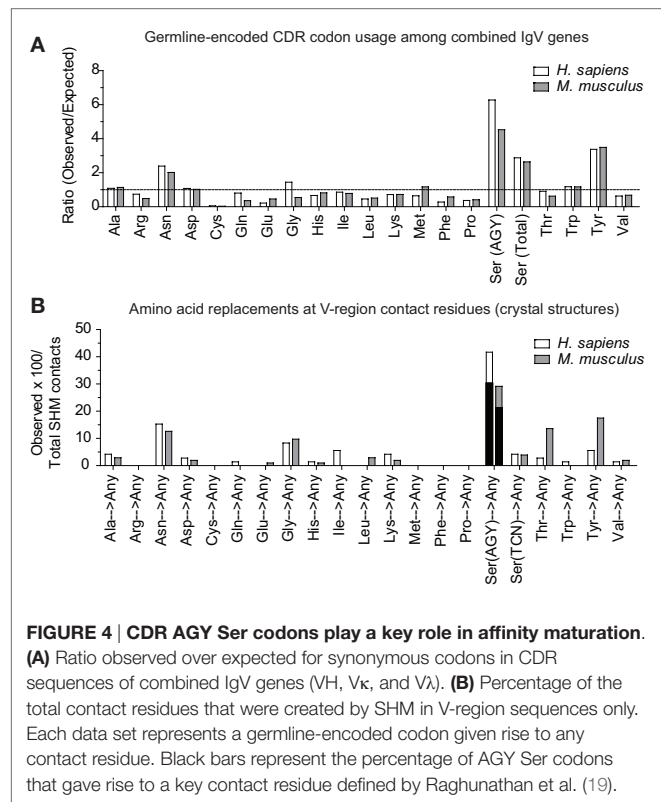 A
Germline-encoded CDR codon usage among combined IgV genes
Ratio (Observed/Expected)
8
6
4
2
0
H. sapiens
M. musculus
Ala
Arg
Asn
Asp
Cys
Gln
Glu
Gly
His
Ile
Leu
Lys
Met
Phe
Pro
Ser (AGY)
Ser (Total)
Thr
Trp
Tyr
Val
B
Amino acid replacements at V-region contact residues (crystal structures)
Observed x 100/
Total SHM contacts
50
40
30
20
10
0
H. sapiens
M. musculus
Ala-->Any
Arg-->Any
Asn-->Any
Asp-->Any
Cys-->Any
Gln-->Any
Glu-->Any
Gly-->Any
His-->Any
Ile-->Any
Leu-->Any
Lys-->Any
Met-->Any
Phe-->Any
Pro-->Any
Ser(AGY)-->Any
Ser(TCN)-->Any
Thr-->Any
Trp-->Any
Tyr-->Any
Val-->Any
FIGURE 4 | CDR AGY Ser codons play a key role in affinity maturation.
(A) Ratio observed over expected for synonymous codons in CDR
sequences of combined IgV genes (VH, Vκ, and Vλ). (B) Percentage of the
total contact residues that were created by SHM in V-region sequences only.
Each data set represents a germline-encoded codon given rise to any
contact residue. Black bars represent the percentage of AGY Ser codons
that gave rise to a key contact residue defined by Raghunathan et al. (19).